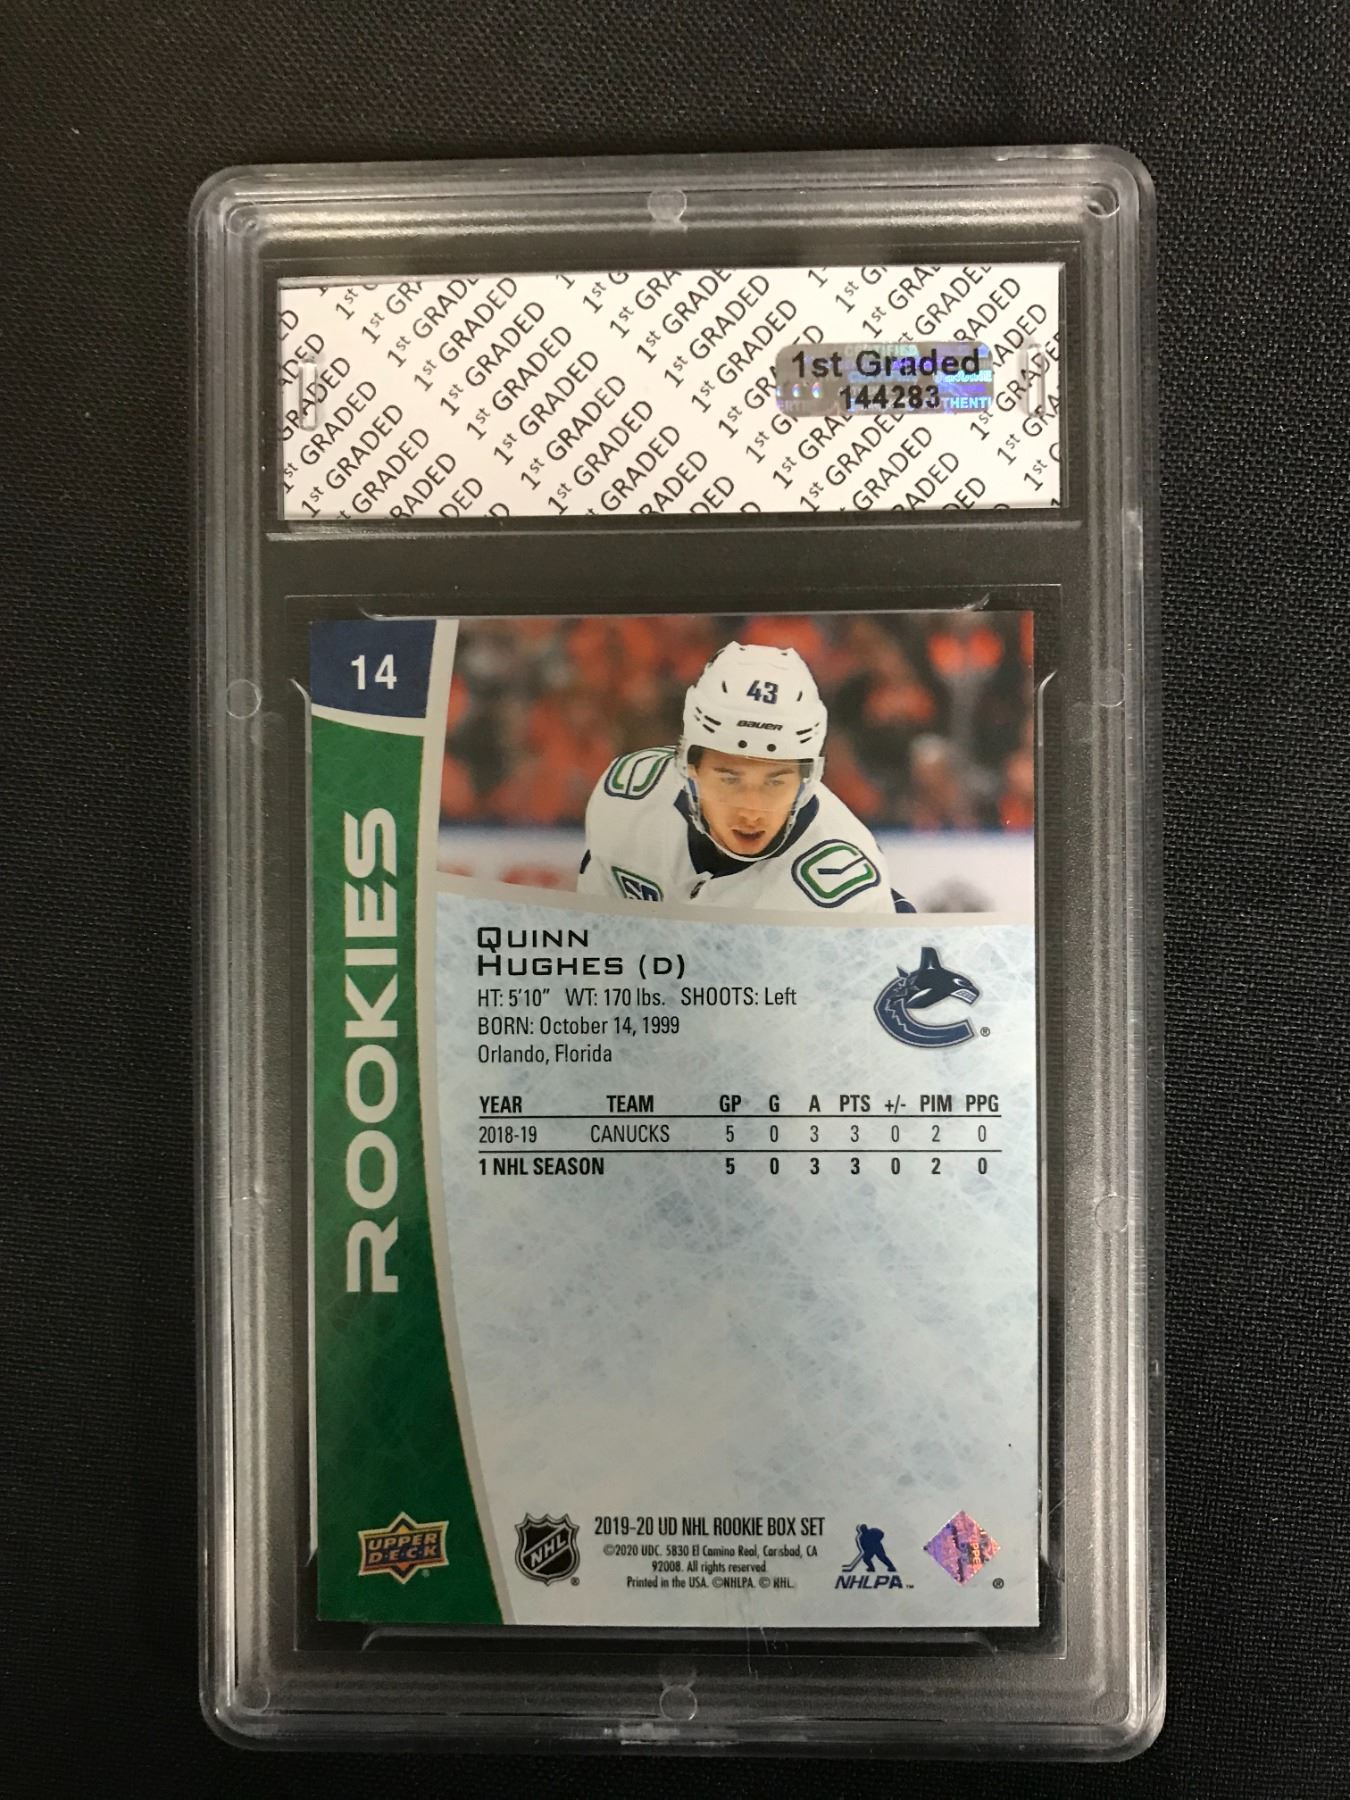 1st Graded
144283
1st GRADED
14
43
BAUER
ROOKIES
QUINN
HUGHES (D)
HT: 5'10" WT: 170 lbs. SHOOTS: Left
BORN: October 14, 1999
Orlando, Florida
YEAR TEAM GP G A PTS +/- PIM PPG
2018-19 CANUCKS 5 0 3 3 0 2 0
1 NHL SEASON 5 0 3 3 0 2 0
UPPER
D·E·C·K
NHL
2019-20 UD NHL ROOKIE BOX SET
©2020 UDC. 5830 El Camino Real, Carlsbad, CA
92008. All rights reserved
Printed in the USA. ©NHLPA. © NHL.
NHLPA™